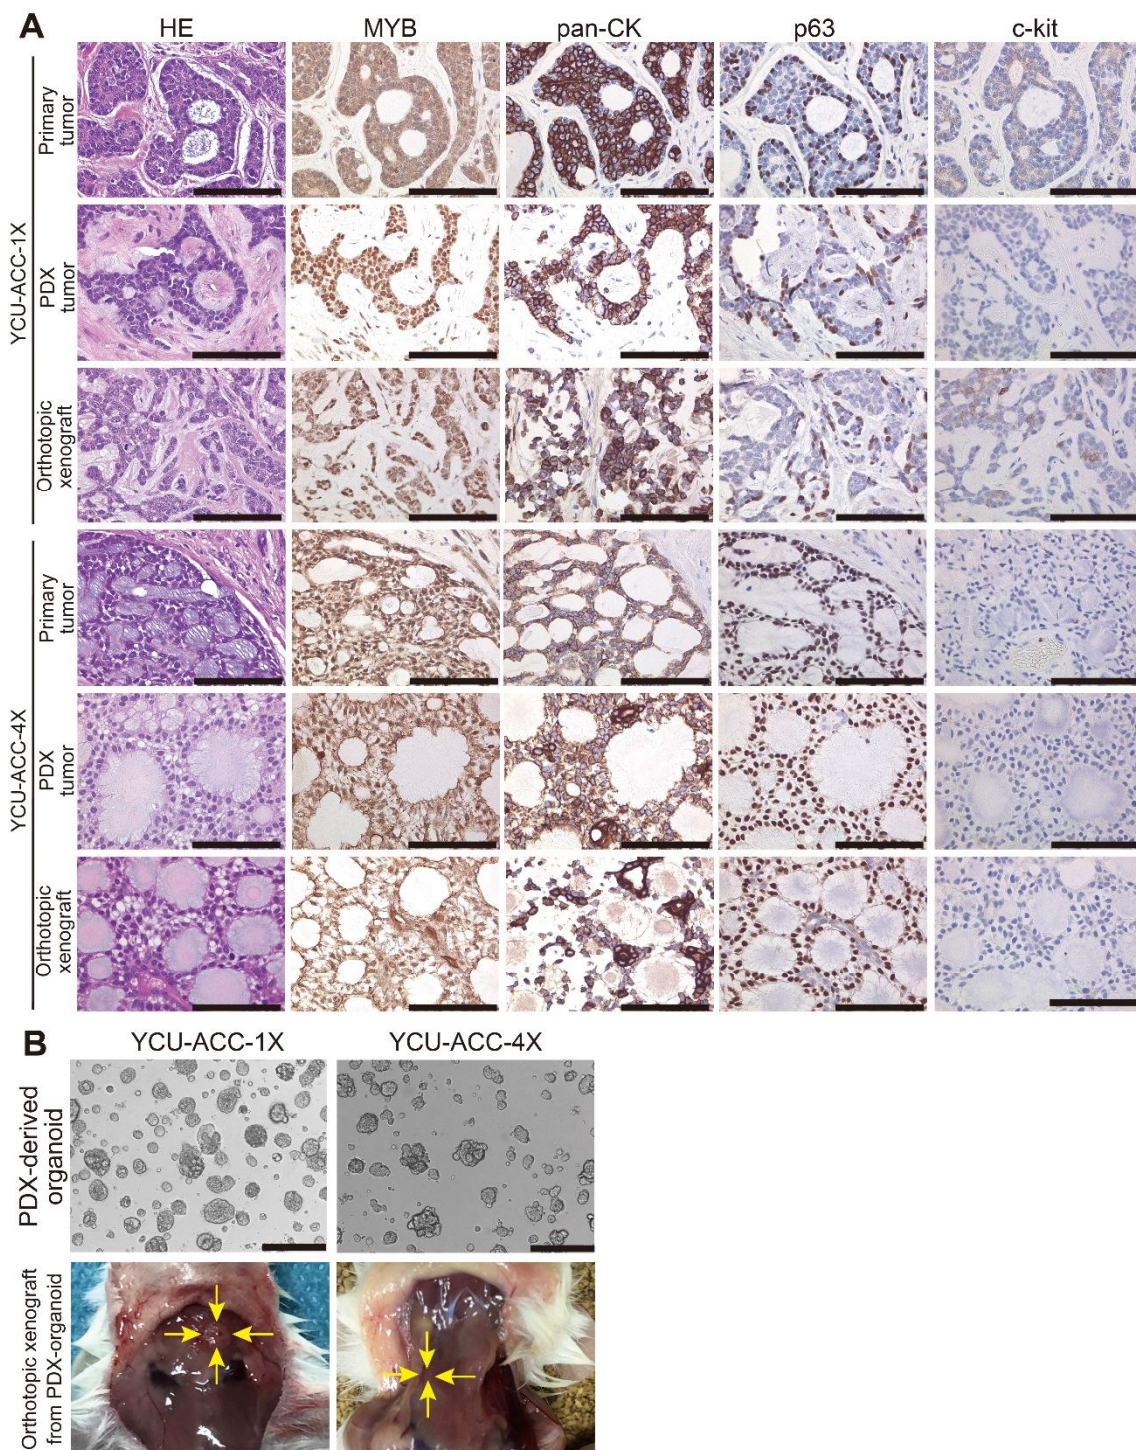 A
HE MYB pan-CK p63 c-kit
YCU-ACC-1X
Primary
tumor
PDX
tumor
Orthotopic
xenograft
YCU-ACC-4X
Primary
tumor
PDX
tumor
Orthotopic
xenograft
B
YCU-ACC-1X YCU-ACC-4X
PDX-derived
organoid
Orthotopic xenograft
from PDX-organoid